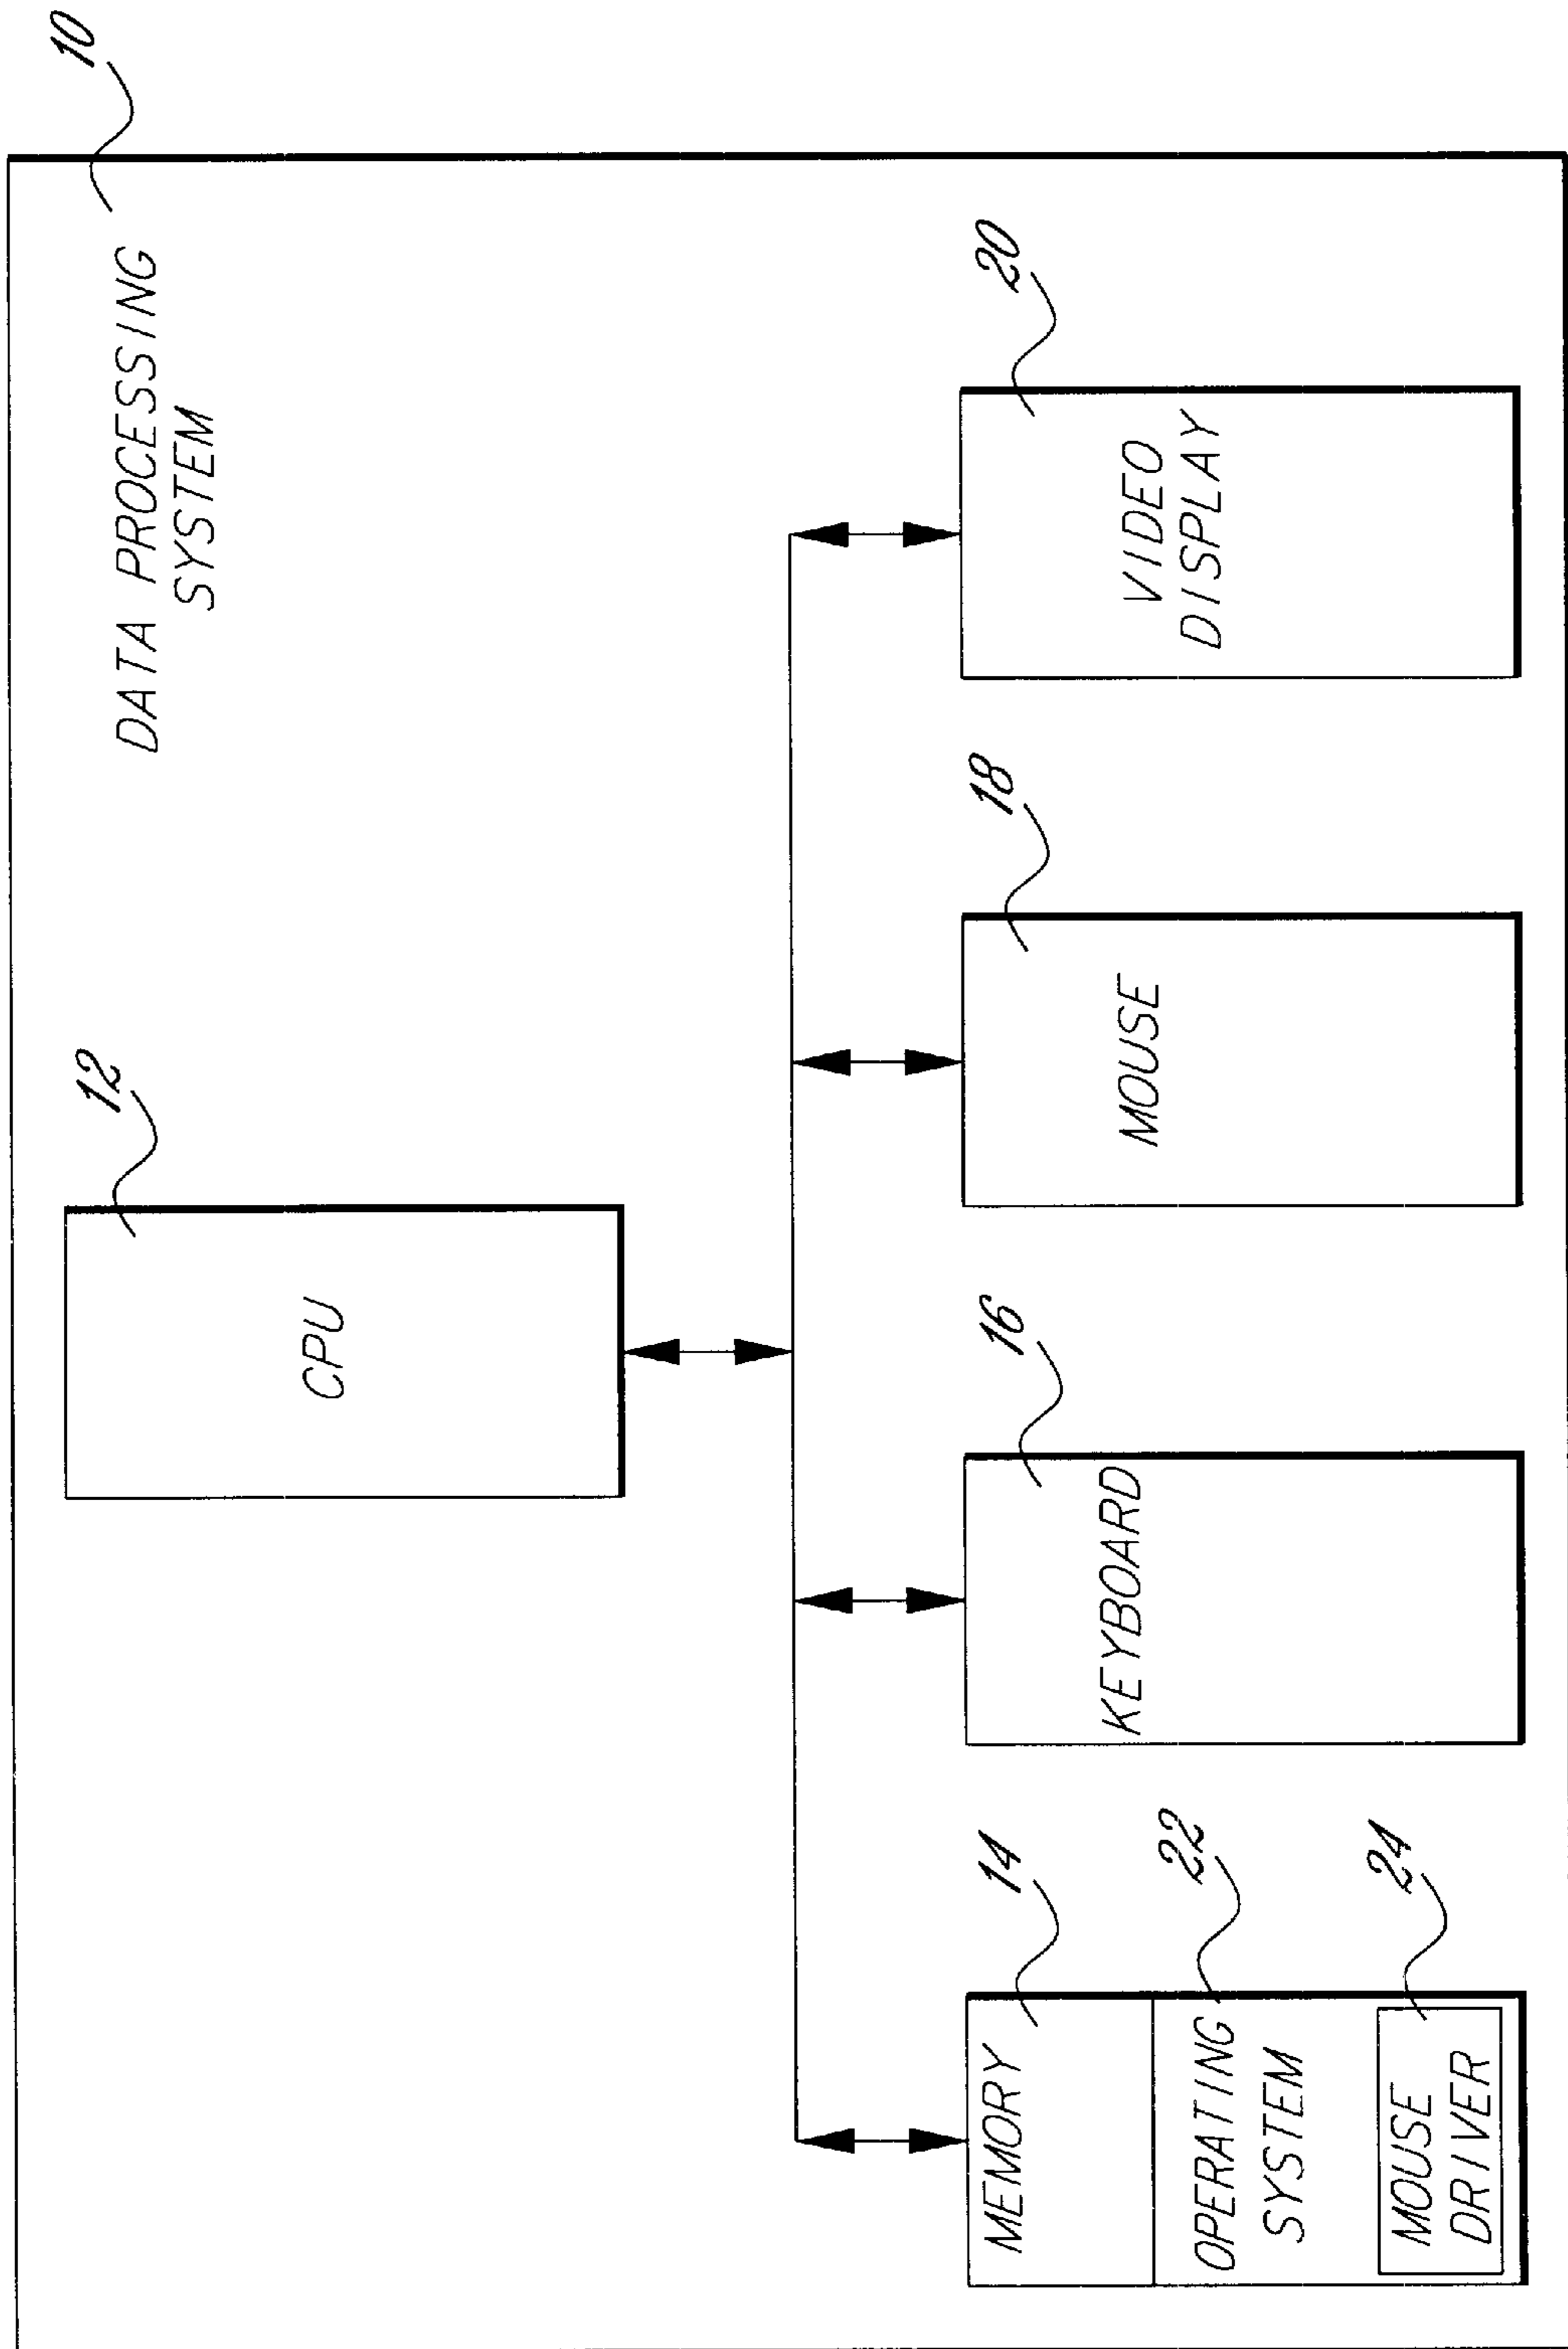 10
DATA PROCESSING
SYSTEM
12
CPU
14
MEMORY
22
OPERATING
SYSTEM
24
MOUSE
DRIVER
16
KEYBOARD
18
MOUSE
20
VIDEO
DISPLAY